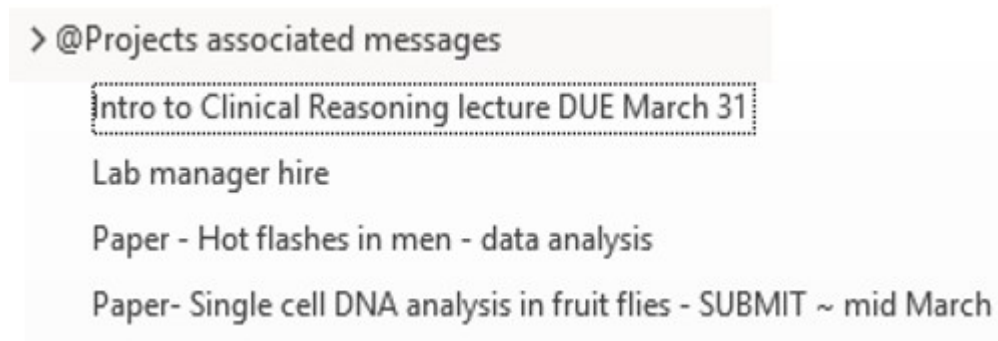 > @Projects associated messages
Intro to Clinical Reasoning lecture DUE March 31
Lab manager hire
Paper - Hot flashes in men - data analysis
Paper- Single cell DNA analysis in fruit flies - SUBMIT ~ mid March